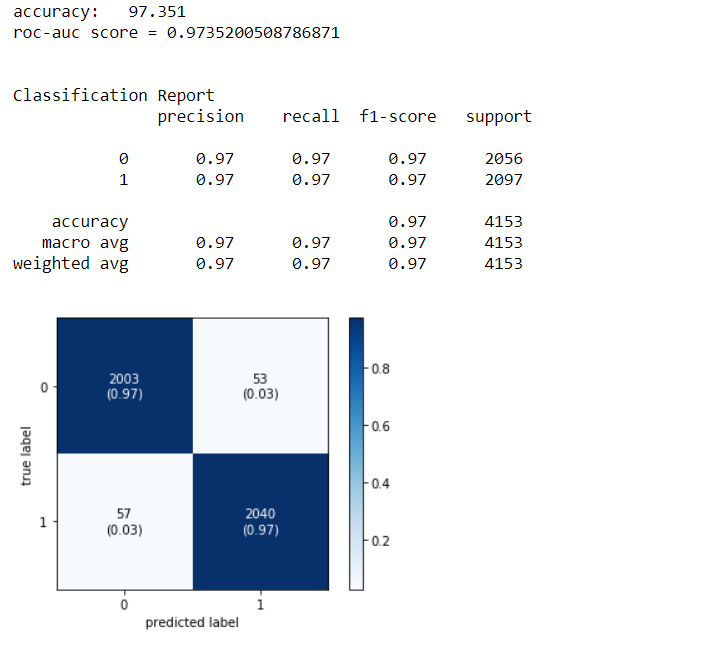 accuracy:   97.351
roc-auc score = 0.9735200508786871
Classification Report
precision    recall  f1-score   support
0       0.97      0.97      0.97      2056
1       0.97      0.97      0.97      2097
accuracy                           0.97      4153
macro avg       0.97      0.97      0.97      4153
weighted avg       0.97      0.97      0.97      4153
2003
(0.97)
53
(0.03)
57
(0.03)
2040
(0.97)
0
1
true label
0
1
predicted label
0.8
0.6
0.4
0.2